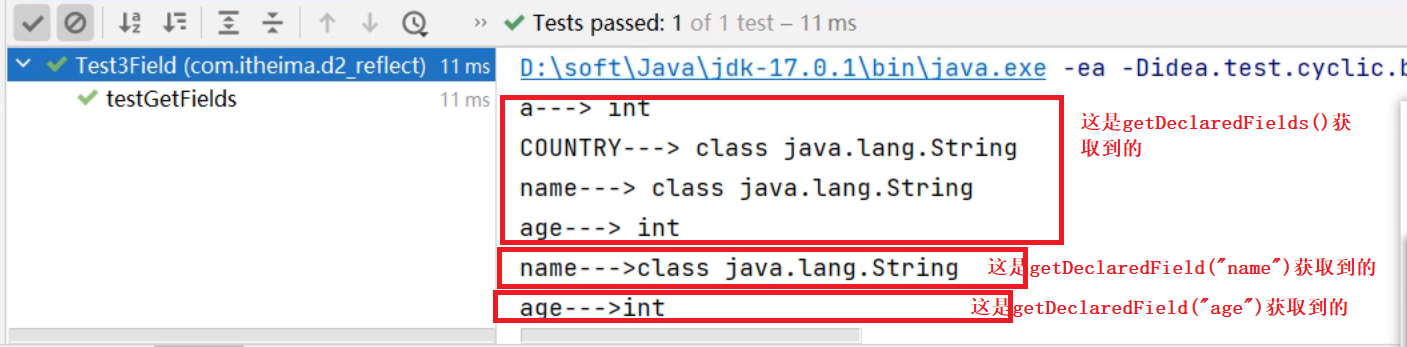 Tests passed: 1 of 1 test – 11 ms
Test3Field (com.itheima.d2_reflect) 11 ms
testGetFields 11 ms
D:\soft\Java\jdk-17.0.1\bin\java.exe -ea -Didea.test.cyclic.b
a---> int
COUNTRY---> class java.lang.String
name---> class java.lang.String
age---> int
这是getDeclaredFields()获
取到的
name--->class java.lang.String 这是getDeclaredField("name")获取到的
age--->int 这是getDeclaredField("age")获取到的